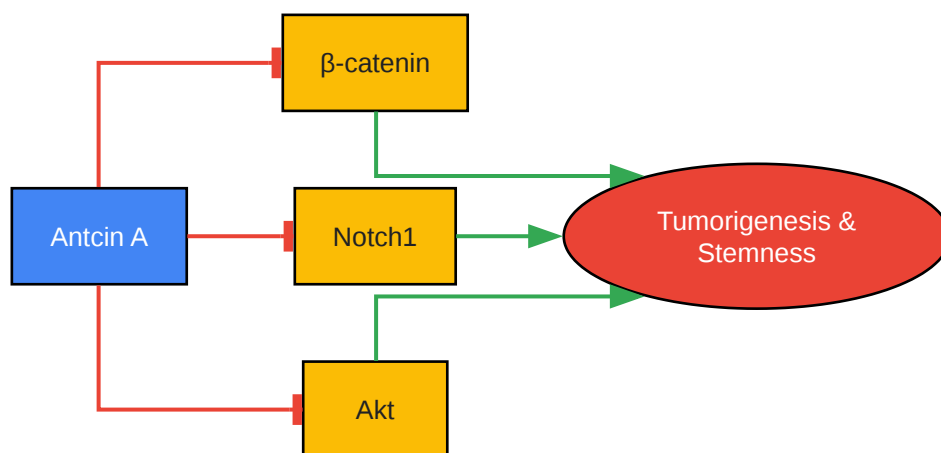 β-catenin
Antcin A
Notch1
Tumorigenesis &
Stemness
Akt